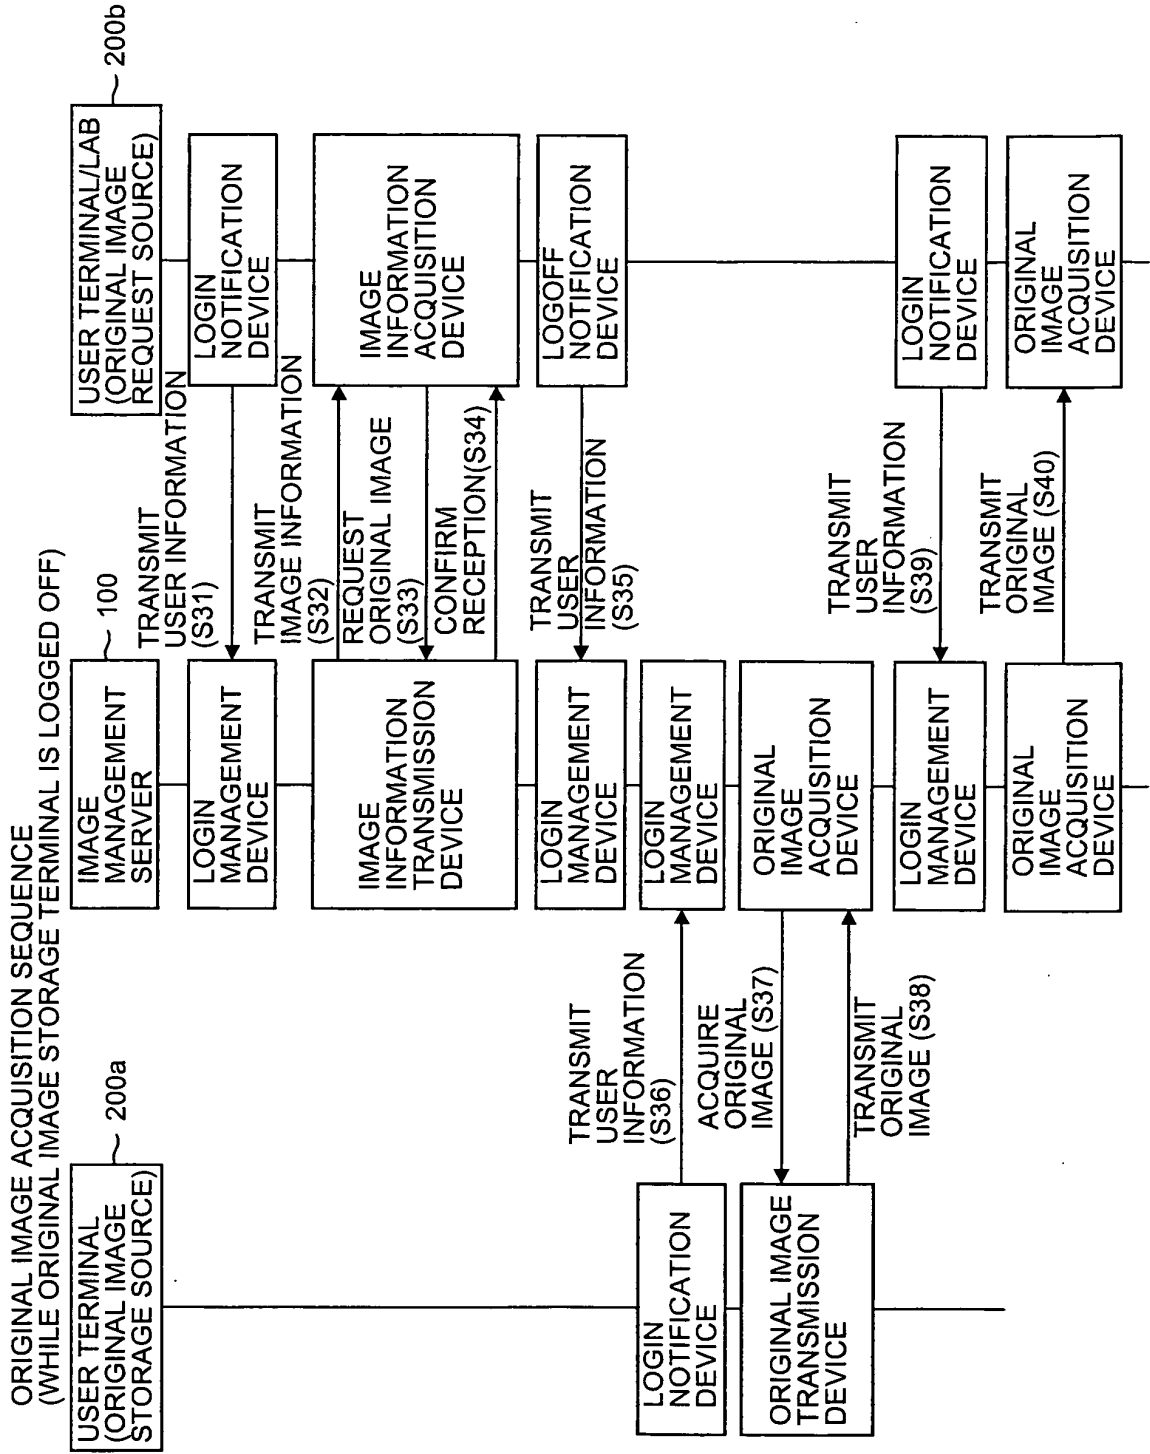 ORIGINAL IMAGE ACQUISITION SEQUENCE
(WHILE ORIGINAL IMAGE STORAGE TERMINAL IS LOGGED OFF)
USER TERMINAL
(ORIGINAL IMAGE
STORAGE SOURCE)
200a
IMAGE
MANAGEMENT
SERVER
100
USER TERMINAL/LAB
(ORIGINAL IMAGE
REQUEST SOURCE)
200b
TRANSMIT
USER INFORMATION
(S31)
LOGIN
MANAGEMENT
DEVICE
LOGIN
NOTIFICATION
DEVICE
TRANSMIT
IMAGE INFORMATION
(S32)
REQUEST
ORIGINAL IMAGE
(S33)
CONFIRM
RECEPTION(S34)
IMAGE
INFORMATION
TRANSMISSION
DEVICE
IMAGE
INFORMATION
ACQUISITION
DEVICE
TRANSMIT
USER
INFORMATION
(S35)
LOGIN
MANAGEMENT
DEVICE
LOGOFF
NOTIFICATION
DEVICE
LOGIN
NOTIFICATION
DEVICE
TRANSMIT
USER
INFORMATION
(S36)
LOGIN
MANAGEMENT
DEVICE
ORIGINAL IMAGE
TRANSMISSION
DEVICE
ACQUIRE
ORIGINAL
IMAGE (S37)
TRANSMIT
ORIGINAL
IMAGE (S38)
ORIGINAL
IMAGE
ACQUISITION
DEVICE
LOGIN
MANAGEMENT
DEVICE
TRANSMIT
USER
INFORMATION
(S39)
LOGIN
NOTIFICATION
DEVICE
ORIGINAL
IMAGE
ACQUISITION
DEVICE
TRANSMIT
ORIGINAL
IMAGE (S40)
ORIGINAL
IMAGE
ACQUISITION
DEVICE